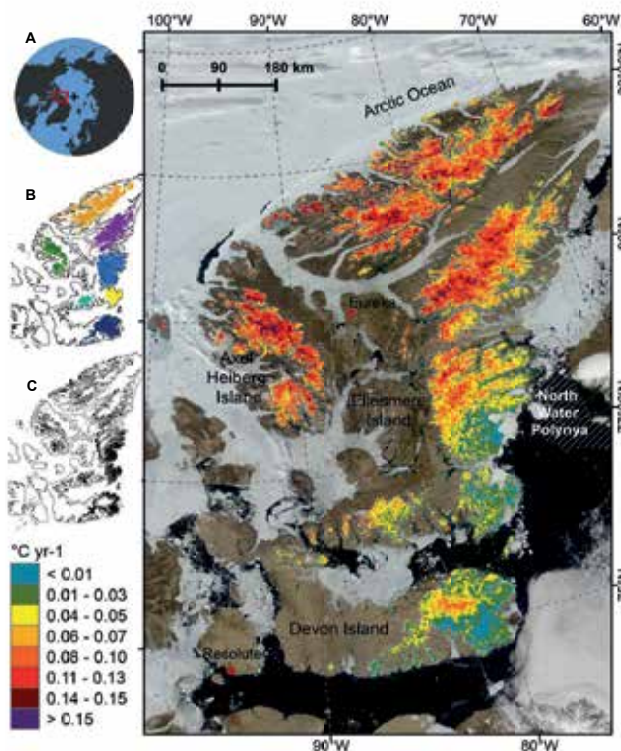 100°W 90°W 80°W 70°W 60°W
A
0 90 180 km
Arctic Ocean
B
Eureka
Axel
Heiberg
Island
Ellesmere
Island
North
Water
Polynya
C
°C yr-1
< 0.01
0.01 - 0.03
0.04 - 0.05
0.06 - 0.07
0.08 - 0.10
0.11 - 0.13
0.14 - 0.15
> 0.15
75°N
Devon Island
Resolute
90°W 80°W